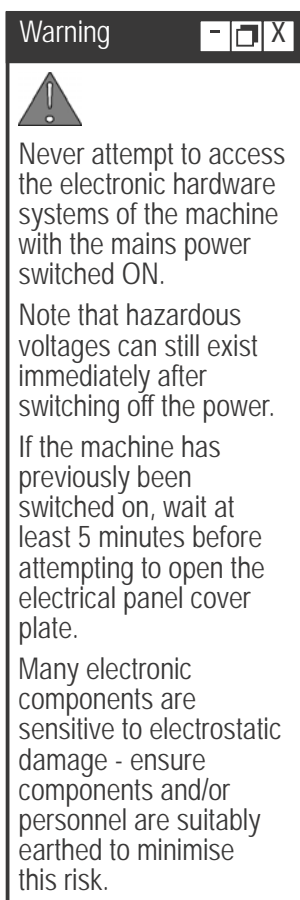 Warning - X
Never attempt to access
the electronic hardware
systems of the machine
with the mains power
switched ON.
Note that hazardous
voltages can still exist
immediately after
switching off the power.
If the machine has
previously been
switched on, wait at
least 5 minutes before
attempting to open the
electrical panel cover
plate.
Many electronic
components are
sensitive to electrostatic
damage - ensure
components and/or
personnel are suitably
earthed to minimise
this risk.